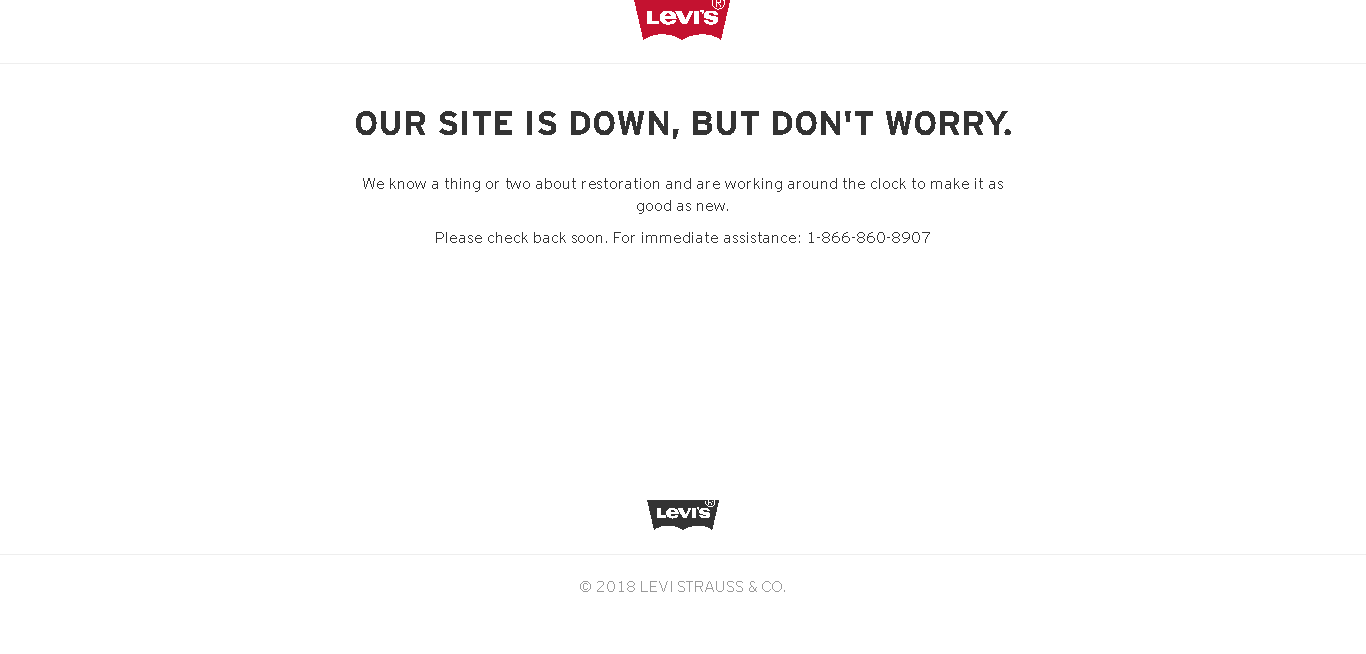 LEVI'S ®
OUR SITE IS DOWN, BUT DON'T WORRY.
We know a thing or two about restoration and are working around the clock to make it as
good as new.
Please check back soon. For immediate assistance: 1-866-860-8907
LEVI'S ®
© 2018 LEVI STRAUSS & CO.